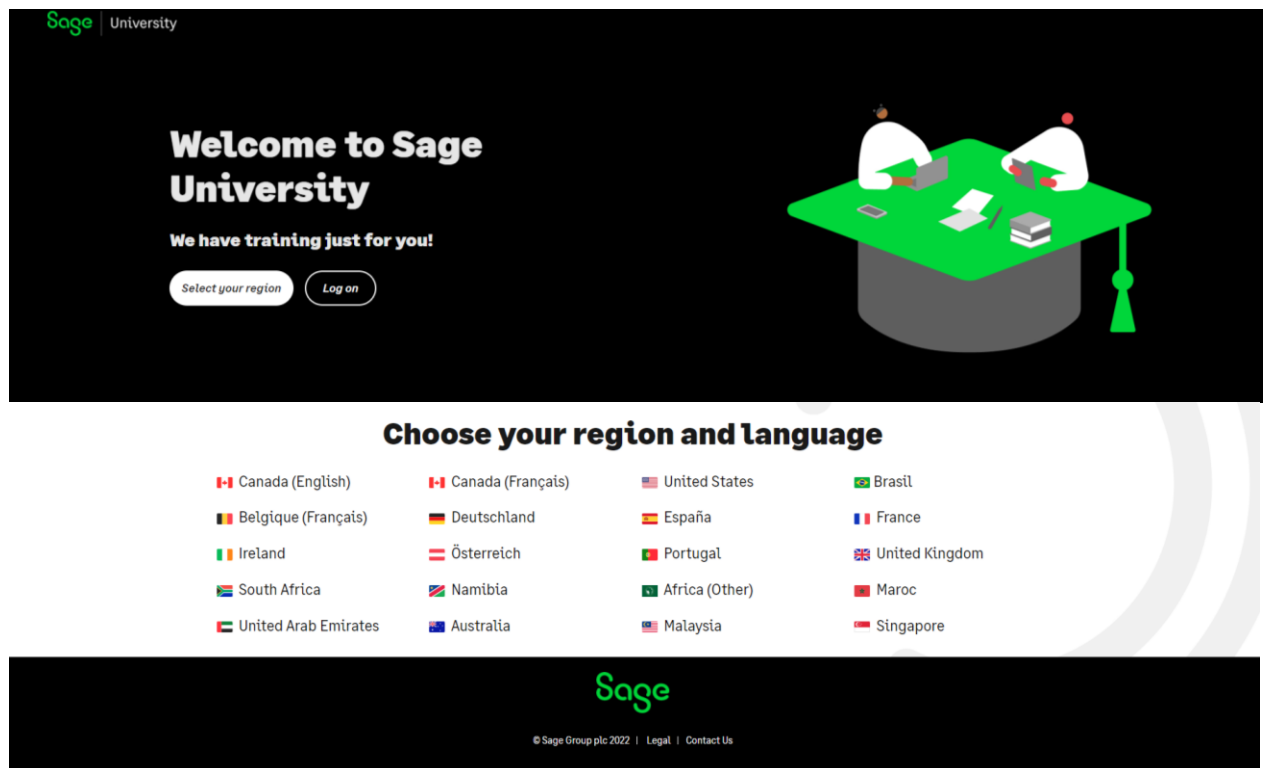 Sage University
Welcome to Sage
University
We have training just for you!
Select your region Log on
Choose your region and language
Canada (English) Canada (Français) United States Brasil
Belgique (Français) Deutschland España France
Ireland Österreich Portugal United Kingdom
South Africa Namibia Africa (Other) Maroc
United Arab Emirates Australia Malaysia Singapore
Sage
© Sage Group plc 2022 | Legal | Contact Us